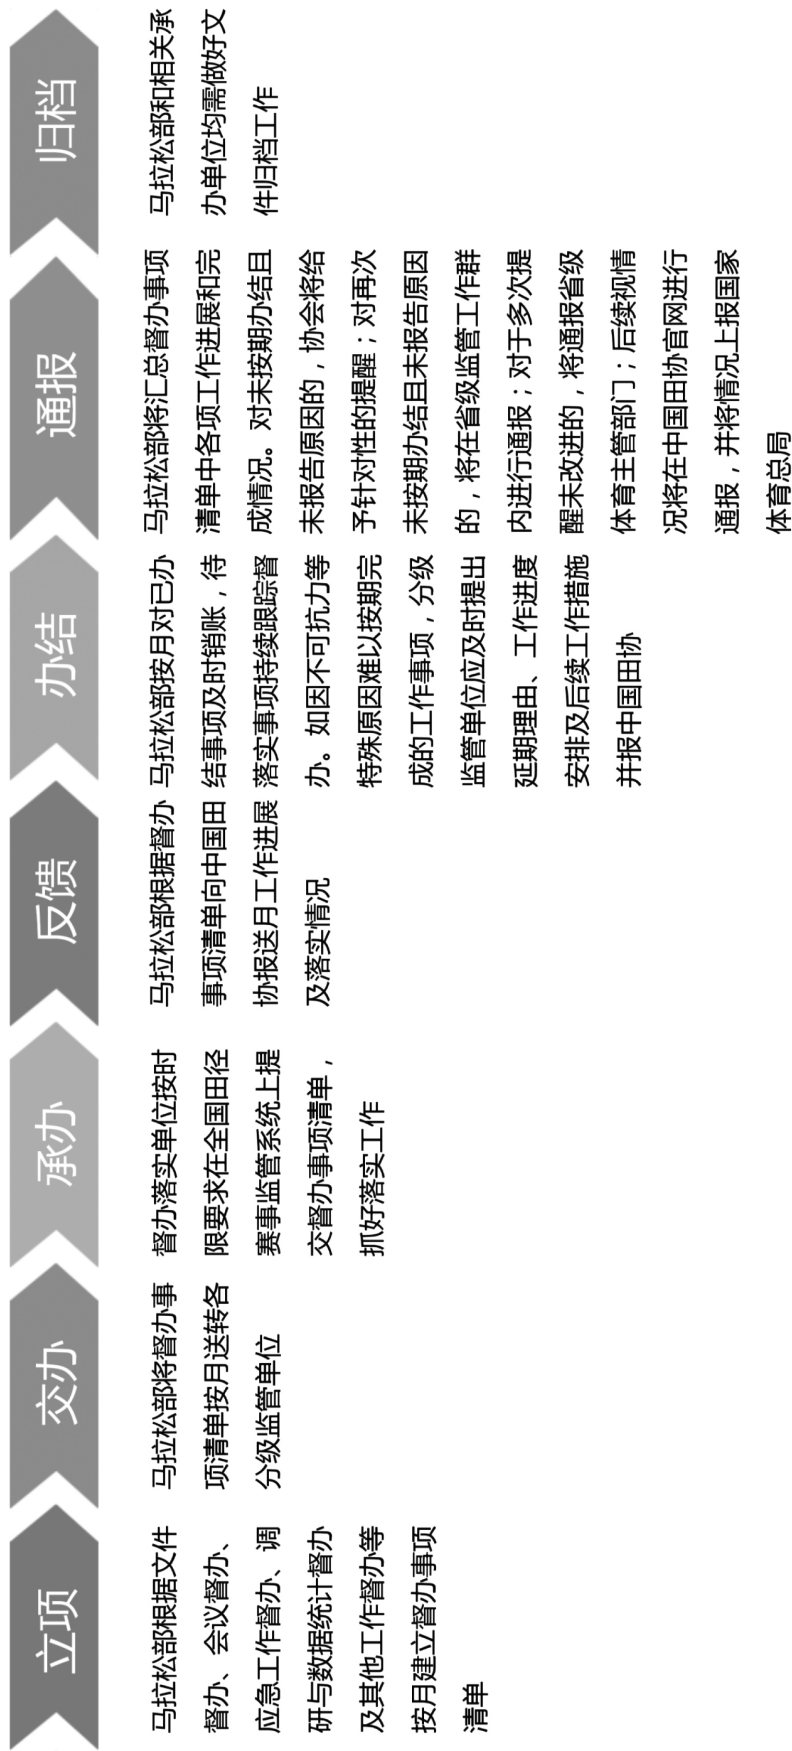 立项
马拉松部根据文件
督办、会议督办、
应急工作督办、调
研与数据统计督办
及其他工作督办等
按月建立督办事项
清单
交办
马拉松部将督办事
项清单按月送转各
分级监管单位
承办
督办落实单位按时
限要求在全国田径
赛事监管系统上提
交督办事项清单，
抓好落实工作
反馈
马拉松部根据督办
事项清单向中国田
协报送月工作进展
及落实情况
办结
马拉松部按月对已办
结事项及时销账，待
落实事项持续跟踪督
办。如因不可抗力等
特殊原因难以按期完
成的工作事项，分级
监管单位应及时提出
延期理由、工作进度
安排及后续工作措施
并报中国田协
通报
马拉松部将汇总督办事项
清单中各项工作进展和完
成情况。对未按期办结且
未报告原因的，协会将给
予针对性的提醒；对再次
未按期办结且未报告原因
的，将在省级监管工作群
内进行通报；对于多次提
醒未改进的，将通报省级
体育主管部门；后续视情
况将在中国田协官网进行
通报，并将情况上报国家
体育总局
归档
马拉松部和相关承
办单位均需做好文
件归档工作